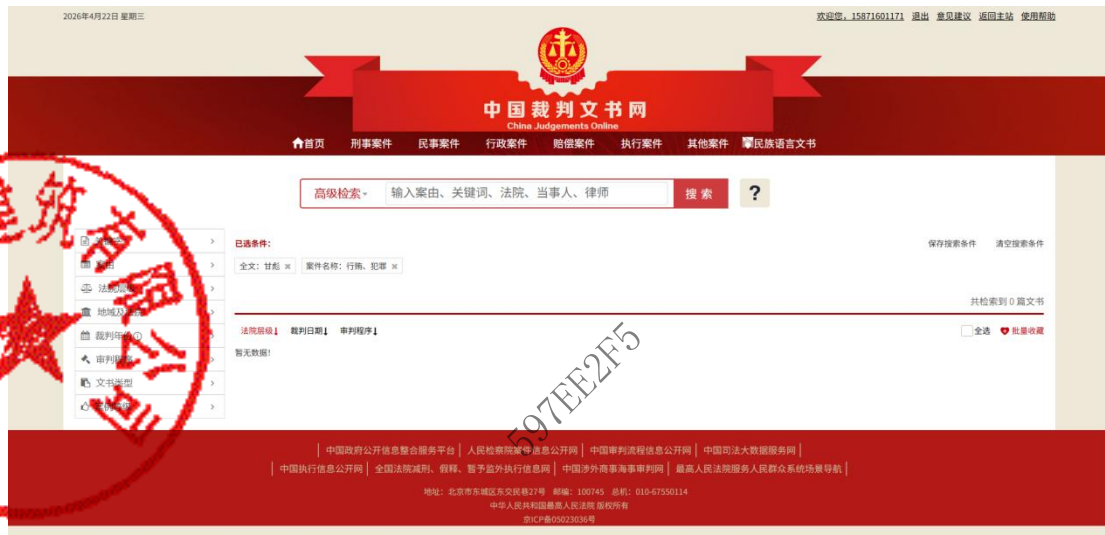 2026年4月22日 星期三
欢迎您，15871601171 退出 意见建议 返回主站 使用帮助
中国裁判文书网
China Judgements Online
首页 刑事案件 民事案件 行政案件 赔偿案件 执行案件 其他案件 民族语言文书
高级检索 输入案由、关键词、法院、当事人、律师 搜索 ?
已选条件：
保存搜索条件 清空搜索条件
全文：甘彪 × 案件名称：行贿、犯罪 ×
共检索到 0 篇文书
法院层级 裁判日期 审判程序
全选 批量收藏
暂无数据!
案由
法院层级
地域及
裁判年份
审判程序
文书类型
筑
有限公司
597EE2F5
中国政府公开信息整合服务平台 | 人民检察院案件信息公开网 | 中国审判流程信息公开网 | 中国司法大数据服务网 |
中国执行信息公开网 | 全国法院减刑、假释、暂予监外执行信息网 | 中国涉外商事海事审判网 | 最高人民法院服务人民群众系统场景导航 |
地址：北京市东城区东交民巷27号 邮编：100745 总机：010-67550114
中华人民共和国最高人民法院 版权所有
京ICP备05023036号